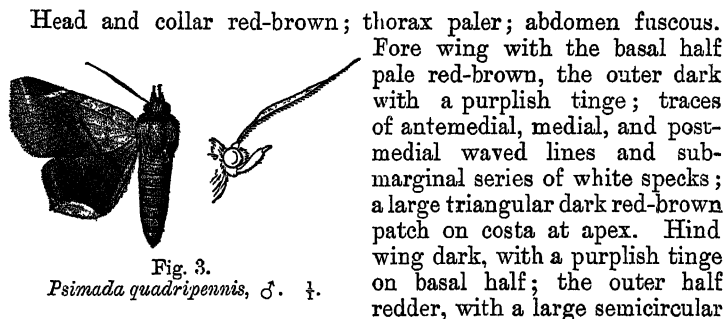 Head and collar red-brown; thorax paler; abdomen fuscous.
Fore wing with the basal half
pale red-brown, the outer dark
with a purplish tinge; traces
of antemedial, medial, and post-
medial waved lines and sub-
marginal series of white specks;
a large triangular dark red-brown
patch on costa at apex. Hind
wing dark, with a purplish tinge
on basal half; the outer half
redder, with a large semicircular
Fig. 3.
Psimada quadripennis, ♂. 1/1.